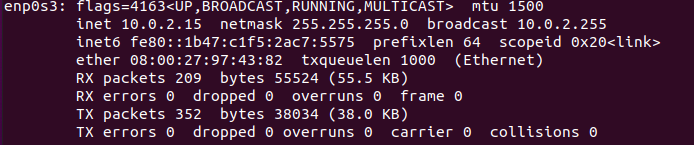 enp0s3: flags=4163<UP,BROADCAST,RUNNING,MULTICAST>  mtu 1500
        inet 10.0.2.15  netmask 255.255.255.0  broadcast 10.0.2.255
        inet6 fe80::1b47:c1f5:2ac7:5575  prefixlen 64  scopeid 0x20<link>
        ether 08:00:27:97:43:82  txqueuelen 1000  (Ethernet)
        RX packets 209  bytes 55524 (55.5 KB)
        RX errors 0  dropped 0  overruns 0  frame 0
        TX packets 352  bytes 38034 (38.0 KB)
        TX errors 0  dropped 0 overruns 0  carrier 0  collisions 0